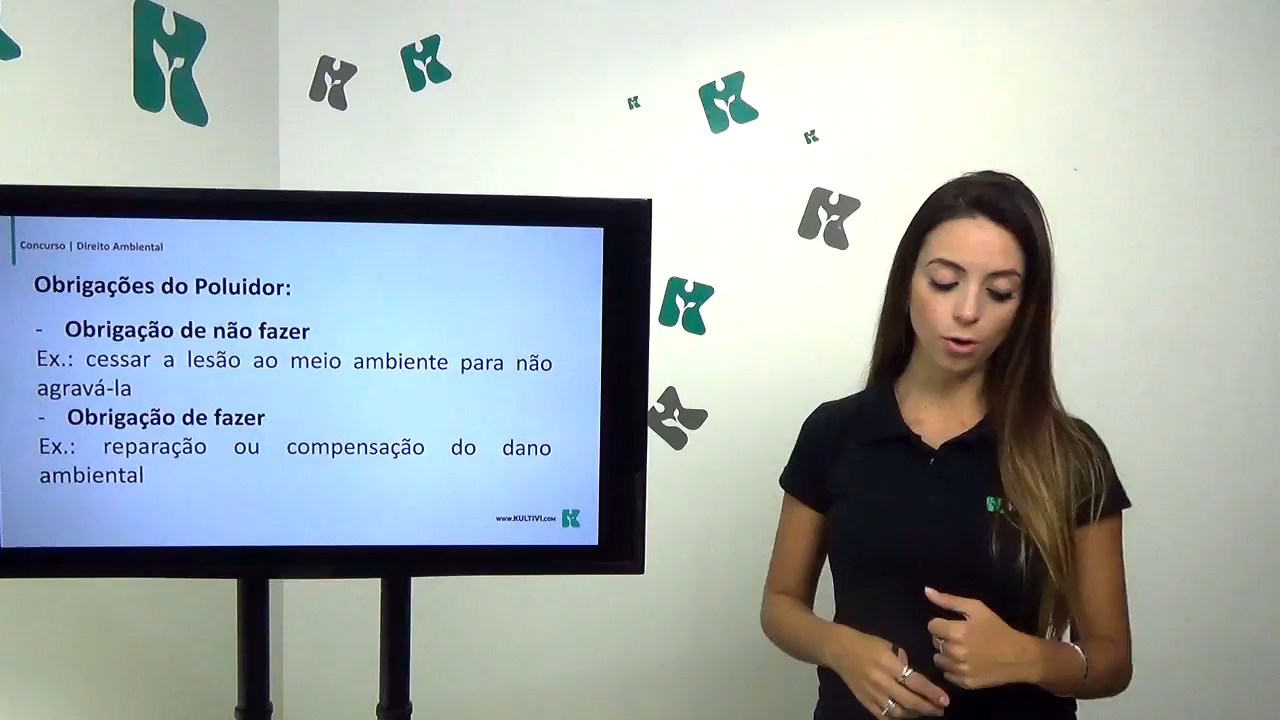 Concurso | Direito Ambiental
Obrigações do Poluidor:
- Obrigação de não fazer
Ex.: cessar a lesão ao meio ambiente para não
agravá-la
- Obrigação de fazer
Ex.: reparação ou compensação do dano
ambiental
www.KULTIVI.com